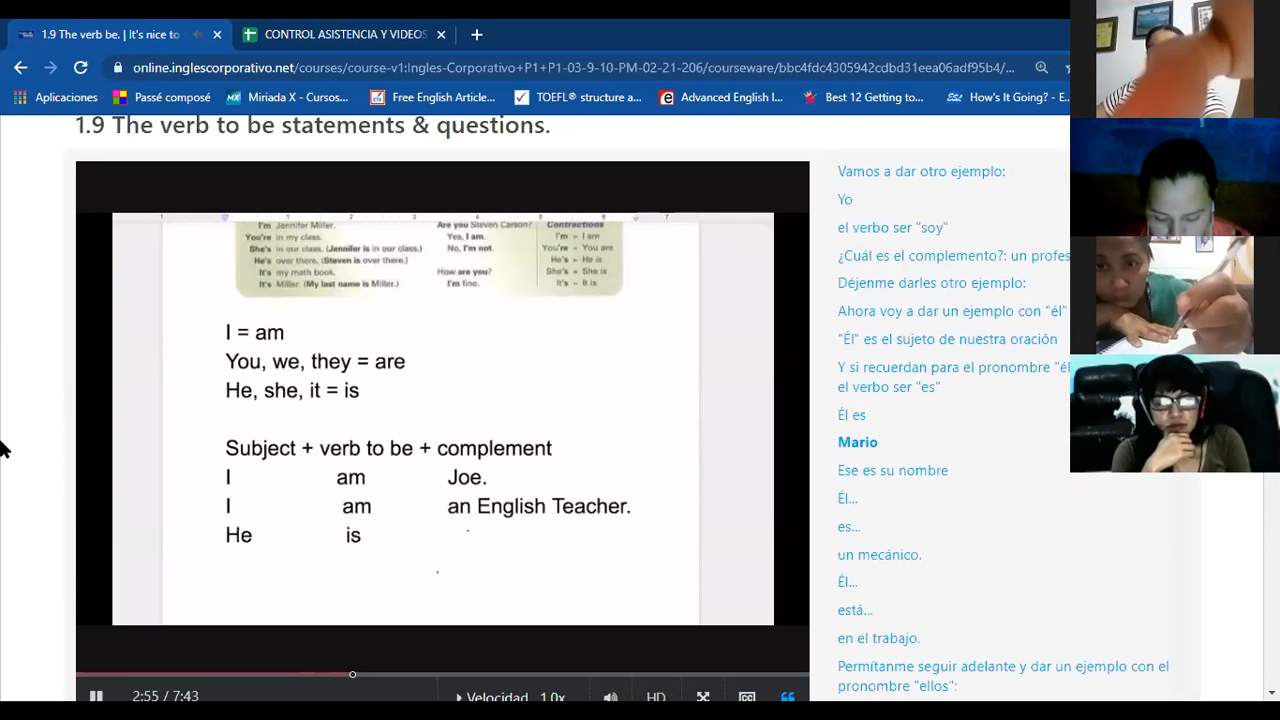 1.9 The verb be. | It's nice to
CONTROL ASISTENCIA Y VIDEOS
online.inglescorporativo.net/courses/course-v1:Ingles-Corporativo+P1+P1-03-9-10-PM-02-21-206/courseware/bbc4fdc4305942cdbd31eea06adf95b4/...
Aplicaciones
Passé composé
Miriada X - Cursos...
Free English Article...
TOEFL® structure a...
Advanced English I...
Best 12 Getting to...
How's It Going? - E...
1.9 The verb to be statements & questions.
1 1 2 3 4 5 6 7
I'm Jennifer Miller.
You're in my class.
She's in our class. (Jennifer is in our class.)
He's over there. (Steven is over there.)
It's my math book.
It's Miller (My last name is Miller.)
Are you Steven Carson?
Yes, I am.
No, I'm not.
How are you?
I'm fine.
Contractions
I'm = I am
You're = You are
He's = He is
She's = She is
It's = It is
I = am
You, we, they = are
He, she, it = is
Subject + verb to be + complement
I am Joe.
I am an English Teacher.
He is
2:55 / 7:43
Velocidad 1.0x
HD
Vamos a dar otro ejemplo:
Yo
el verbo ser "soy"
¿Cuál es el complemento?: un profes
Déjenme darles otro ejemplo:
Ahora voy a dar un ejemplo con "él"
"Él" es el sujeto de nuestra oración
Y si recuerdan para el pronombre "él
el verbo ser "es"
Él es
Mario
Ese es su nombre
Él...
es...
un mecánico.
Él...
está...
en el trabajo.
Permítanme seguir adelante y dar un ejemplo con el
pronombre "ellos":